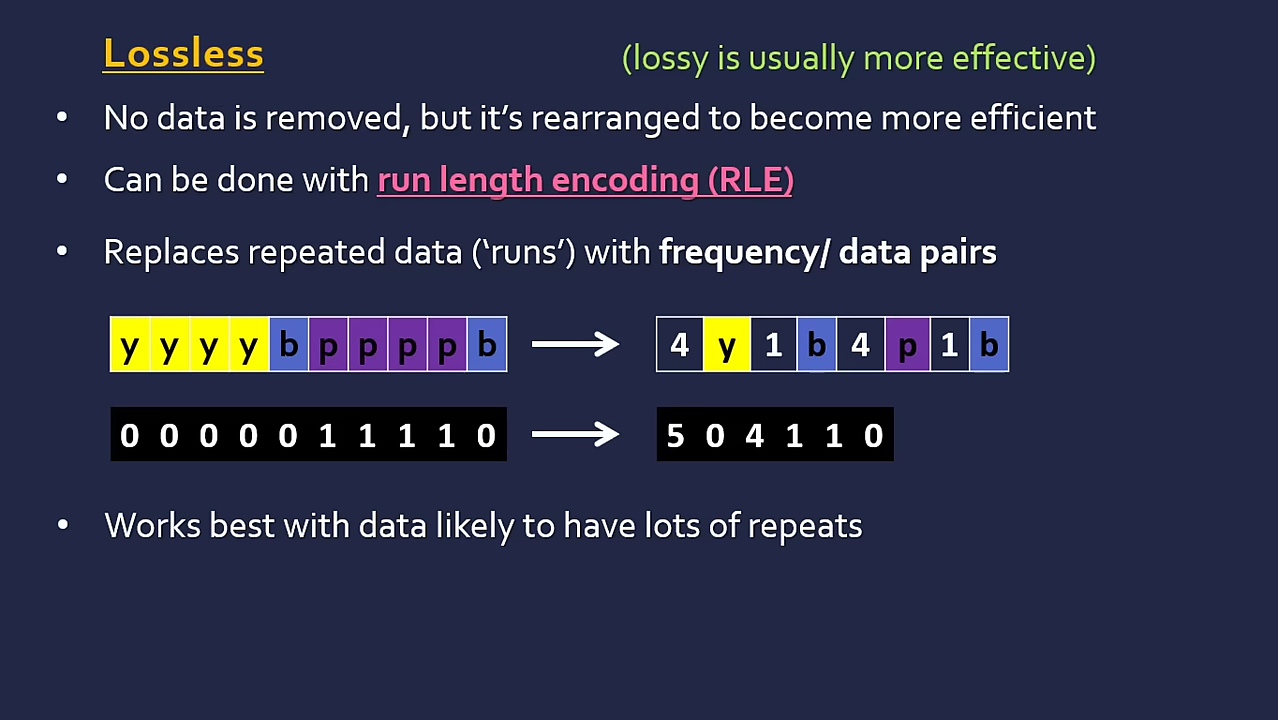 Lossless (lossy is usually more effective)
• No data is removed, but it’s rearranged to become more efficient
• Can be done with run length encoding (RLE)
• Replaces repeated data (‘runs’) with frequency/ data pairs
y y y y b p p p p b → 4 y 1 b 4 p 1 b
0 0 0 0 0 1 1 1 1 0 → 5 0 4 1 1 0
• Works best with data likely to have lots of repeats